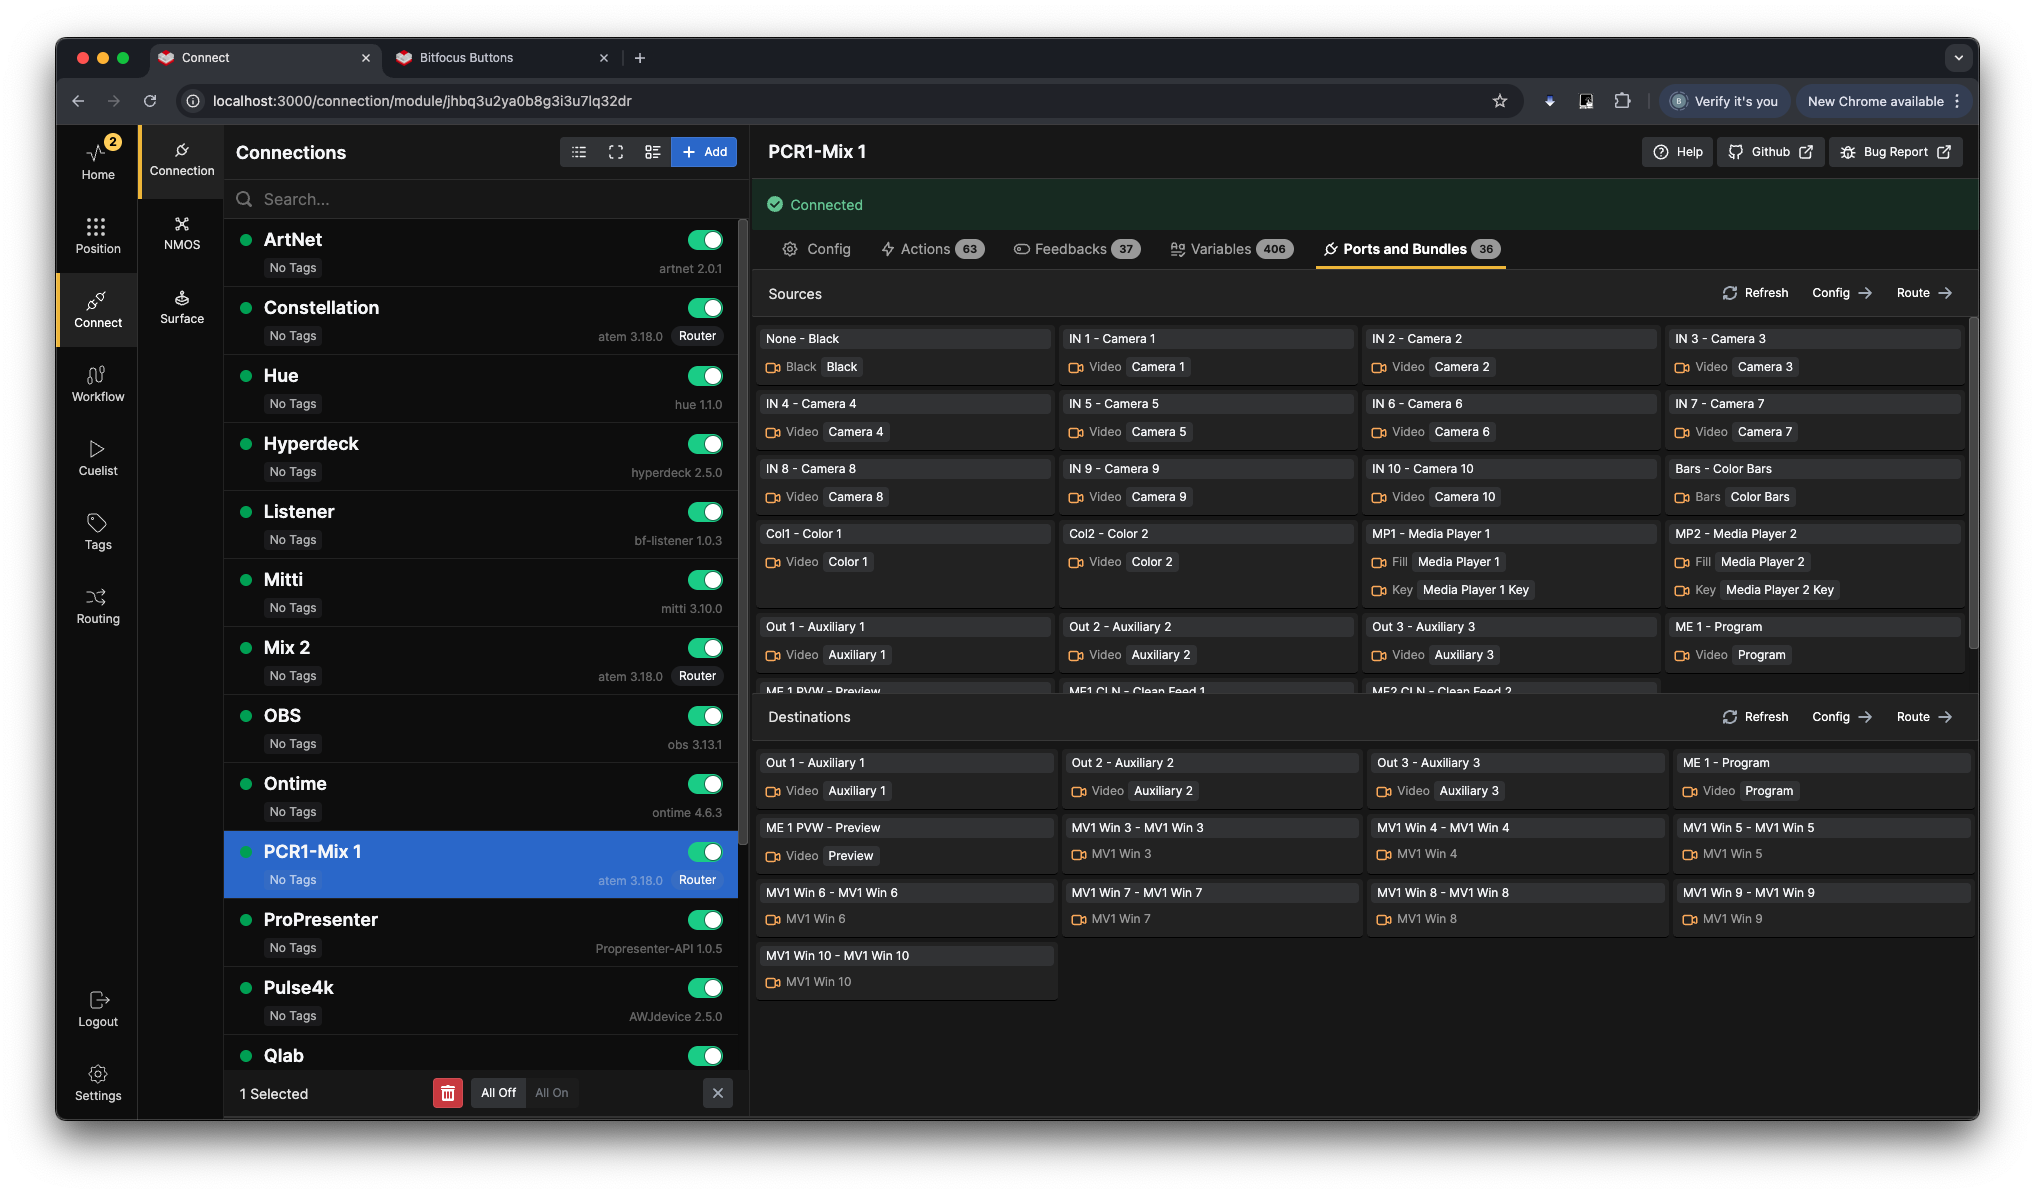 Connect
Bitfocus Buttons
localhost:3000/connection/module/jhbq3u2ya0b8g3i3u7lq32dr
B
Verify it's you
New Chrome available
2
Home
Position
Connect
Workflow
Cuelist
Tags
Routing
Logout
Settings
Connection
NMOS
Surface
Connections
Add
Search...
ArtNet
No Tags
artnet 2.0.1
Constellation
No Tags
atem 3.18.0 Router
Hue
No Tags
hue 1.1.0
Hyperdeck
No Tags
hyperdeck 2.5.0
Listener
No Tags
bf-listener 1.0.3
Mitti
No Tags
mitti 3.10.0
Mix 2
No Tags
atem 3.18.0 Router
OBS
No Tags
obs 3.13.1
Ontime
No Tags
ontime 4.6.3
PCR1-Mix 1
No Tags
atem 3.18.0 Router
ProPresenter
No Tags
Propresenter-API 1.0.5
Pulse4k
No Tags
AWJdevice 2.5.0
Qlab
1 Selected
All Off
All On
PCR1-Mix 1
Help
Github
Bug Report
Connected
Config
Actions 63
Feedbacks 37
Variables 406
Ports and Bundles 36
Sources
Refresh
Config
Route
None - Black
Black Black
IN 1 - Camera 1
Video Camera 1
IN 2 - Camera 2
Video Camera 2
IN 3 - Camera 3
Video Camera 3
IN 4 - Camera 4
Video Camera 4
IN 5 - Camera 5
Video Camera 5
IN 6 - Camera 6
Video Camera 6
IN 7 - Camera 7
Video Camera 7
IN 8 - Camera 8
Video Camera 8
IN 9 - Camera 9
Video Camera 9
IN 10 - Camera 10
Video Camera 10
Bars - Color Bars
Bars Color Bars
Col1 - Color 1
Video Color 1
Col2 - Color 2
Video Color 2
MP1 - Media Player 1
Fill Media Player 1
Key Media Player 1 Key
MP2 - Media Player 2
Fill Media Player 2
Key Media Player 2 Key
Out 1 - Auxiliary 1
Video Auxiliary 1
Out 2 - Auxiliary 2
Video Auxiliary 2
Out 3 - Auxiliary 3
Video Auxiliary 3
ME 1 - Program
Video Program
ME 1 PVW - Preview
ME1 CLN - Clean Feed 1
ME2 CLN - Clean Feed 2
Destinations
Refresh
Config
Route
Out 1 - Auxiliary 1
Video Auxiliary 1
Out 2 - Auxiliary 2
Video Auxiliary 2
Out 3 - Auxiliary 3
Video Auxiliary 3
ME 1 - Program
Video Program
ME 1 PVW - Preview
Video Preview
MV1 Win 3 - MV1 Win 3
MV1 Win 3
MV1 Win 4 - MV1 Win 4
MV1 Win 4
MV1 Win 5 - MV1 Win 5
MV1 Win 5
MV1 Win 6 - MV1 Win 6
MV1 Win 6
MV1 Win 7 - MV1 Win 7
MV1 Win 7
MV1 Win 8 - MV1 Win 8
MV1 Win 8
MV1 Win 9 - MV1 Win 9
MV1 Win 9
MV1 Win 10 - MV1 Win 10
MV1 Win 10